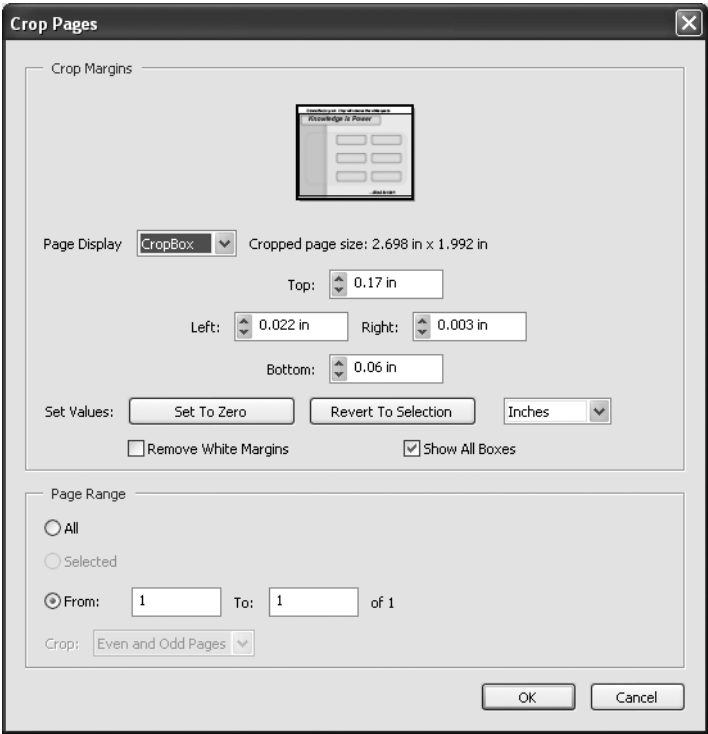 Crop Pages
Crop Margins
Knowledge is Power
Page Display CropBox Cropped page size: 2.698 in x 1.992 in
Top: 0.17 in
Left: 0.022 in Right: 0.003 in
Bottom: 0.06 in
Set Values: Set To Zero Revert To Selection Inches
Remove White Margins Show All Boxes
Page Range
All
Selected
From: 1 To: 1 of 1
Crop: Even and Odd Pages
OK Cancel